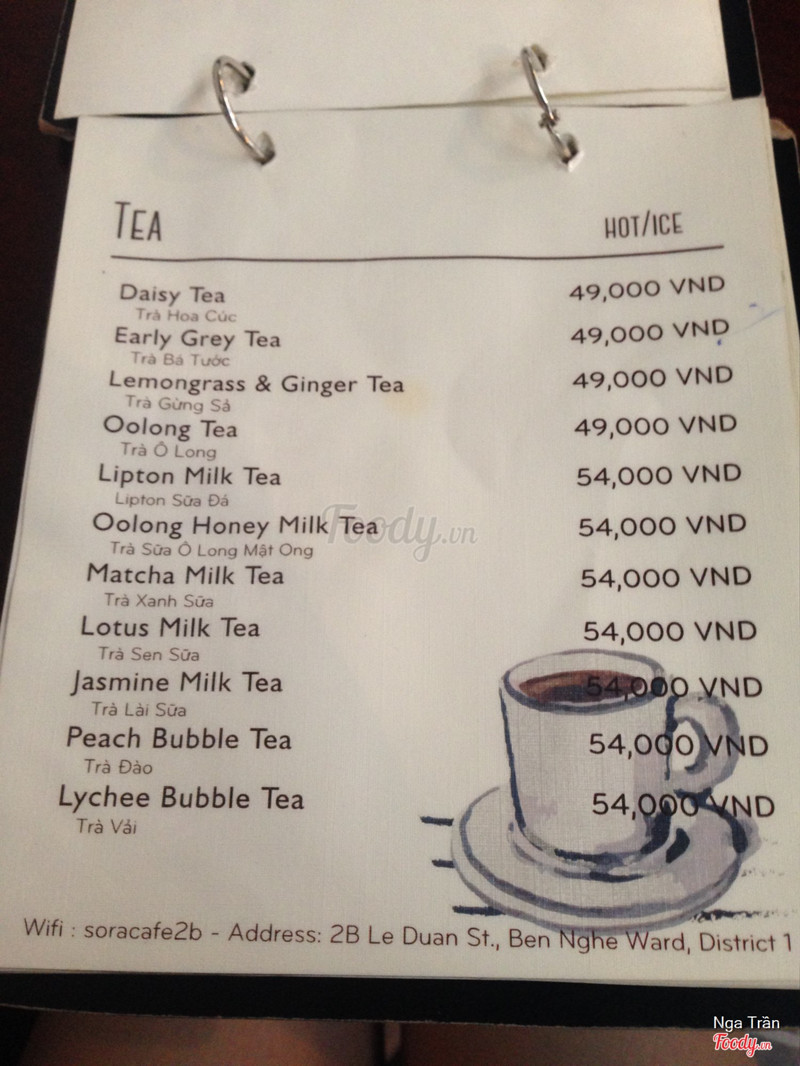 TEA HOT/ICE
Daisy Tea 49,000 VND
Trà Hoa Cúc
Early Grey Tea 49,000 VND
Trà Bá Tước
Lemongrass & Ginger Tea 49,000 VND
Trà Gừng Sả
Oolong Tea 49,000 VND
Trà Ô Long
Lipton Milk Tea 54,000 VND
Lipton Sữa Đá
Oolong Honey Milk Tea 54,000 VND
Trà Sữa Ô Long Mật Ong
Foody.vn
Matcha Milk Tea 54,000 VND
Trà Xanh Sữa
Lotus Milk Tea 54,000 VND
Trà Sen Sữa
Jasmine Milk Tea 54,000 VND
Trà Lài Sữa
Peach Bubble Tea 54,000 VND
Trà Đào
Lychee Bubble Tea 54,000 VND
Trà Vải
Wifi : soracafe2b - Address: 2B Le Duan St., Ben Nghe Ward, District 1
Nga Trần
Foody.vn